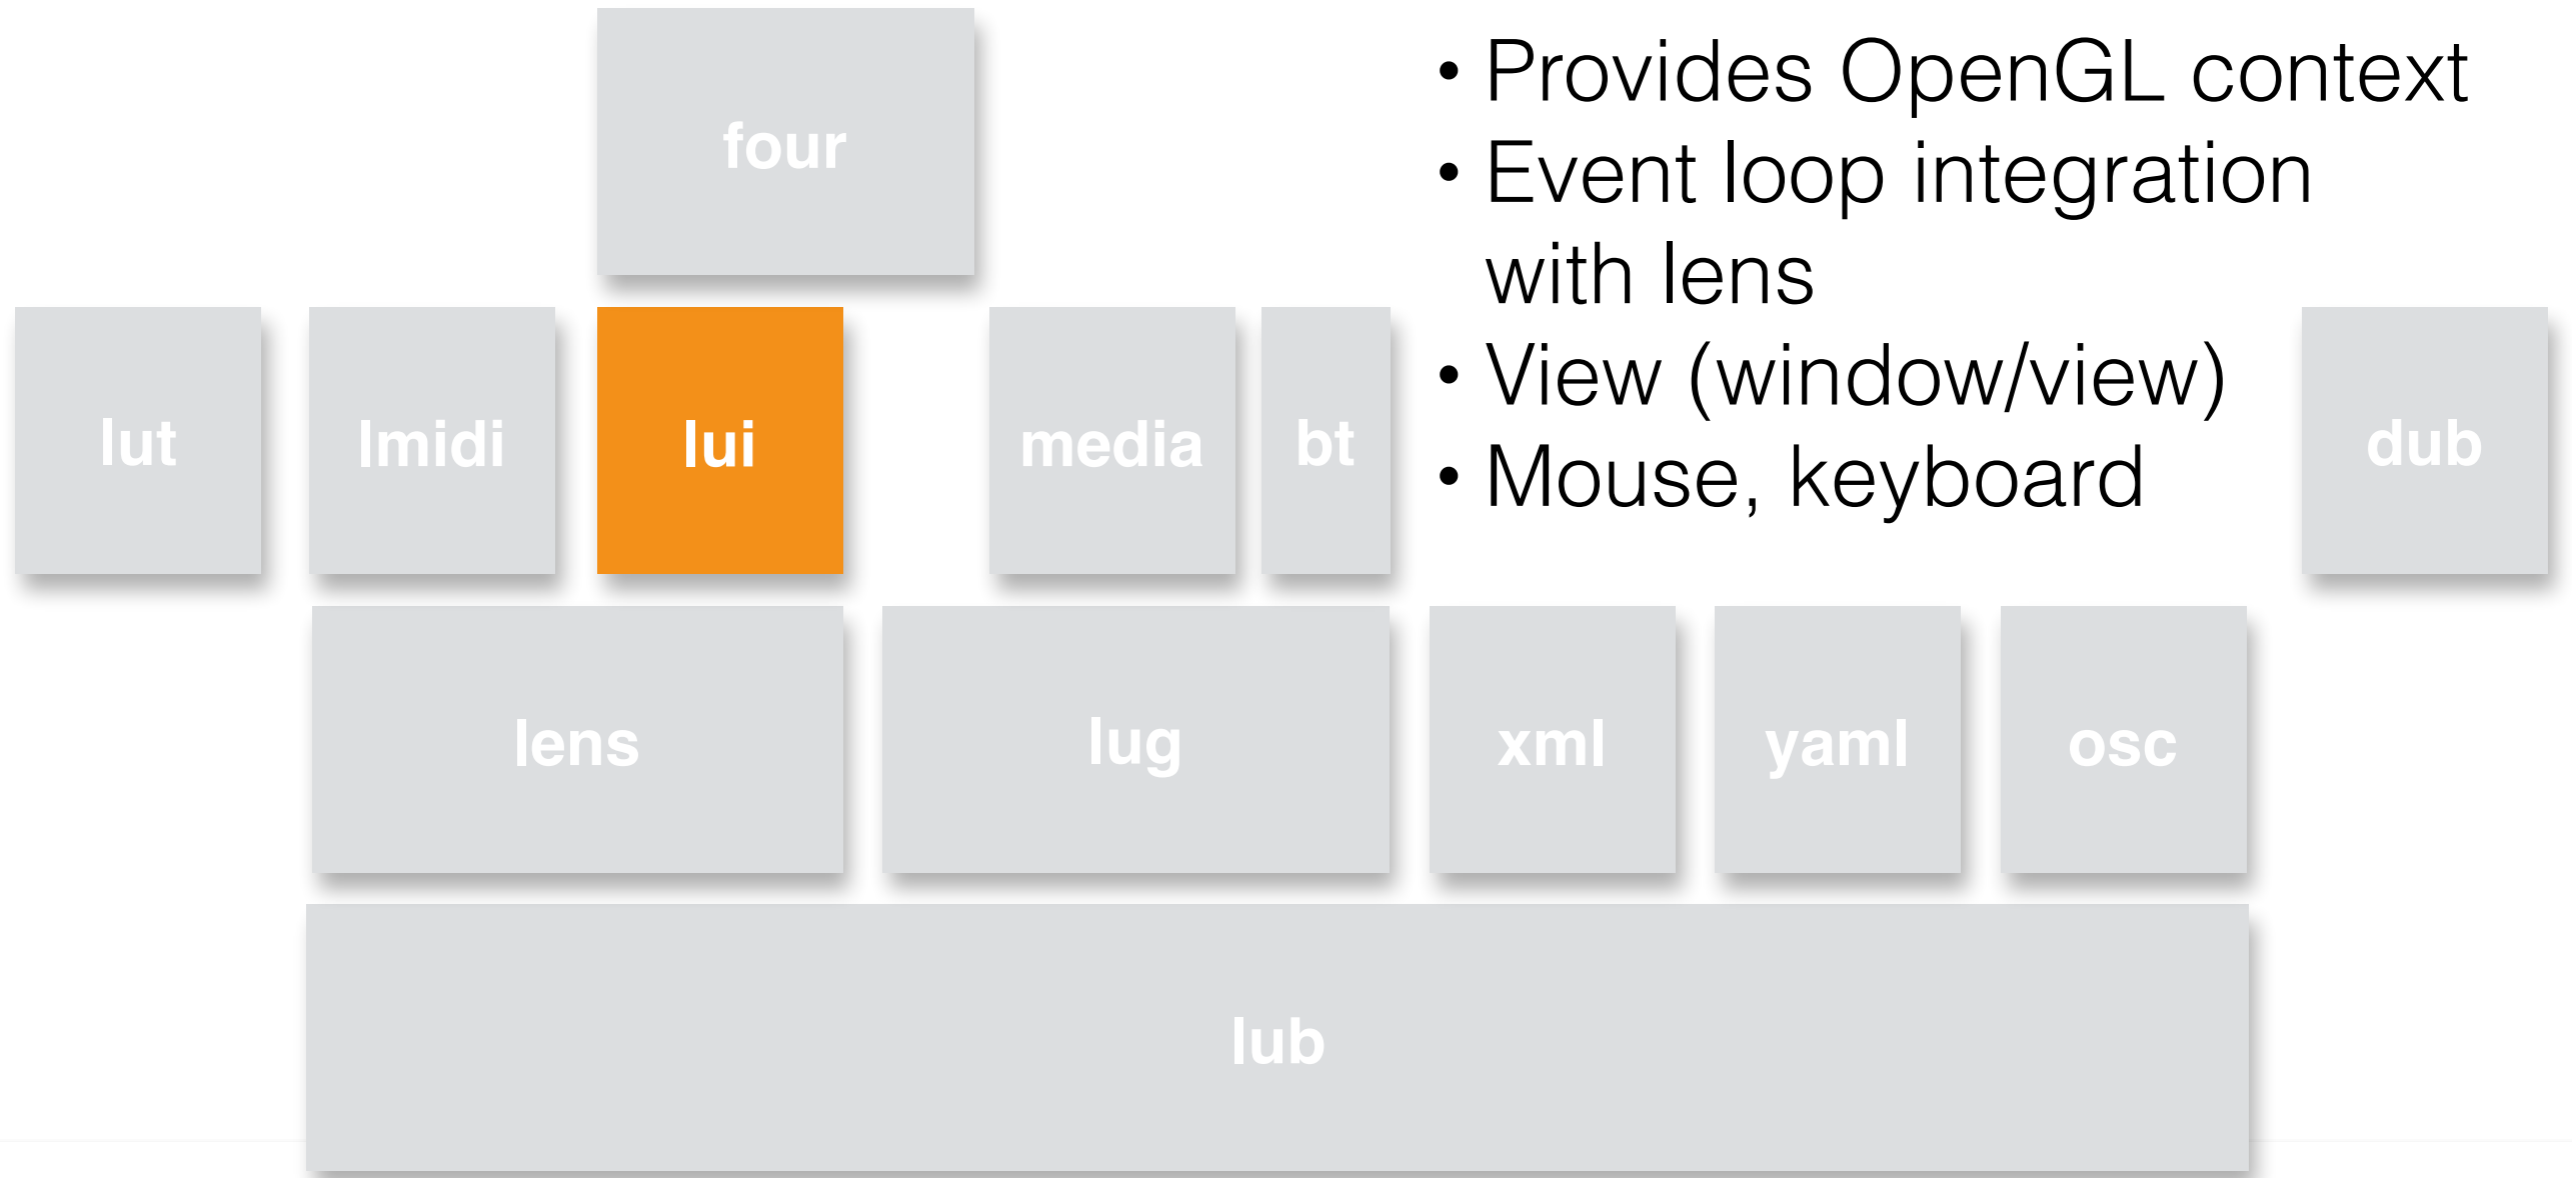 four
• Provides OpenGL context
• Event loop integration
with lens
• View (window/view)
• Mouse, keyboard
lut
lmidi
lui
media
bt
dub
lens
lug
xml
yaml
osc
lub